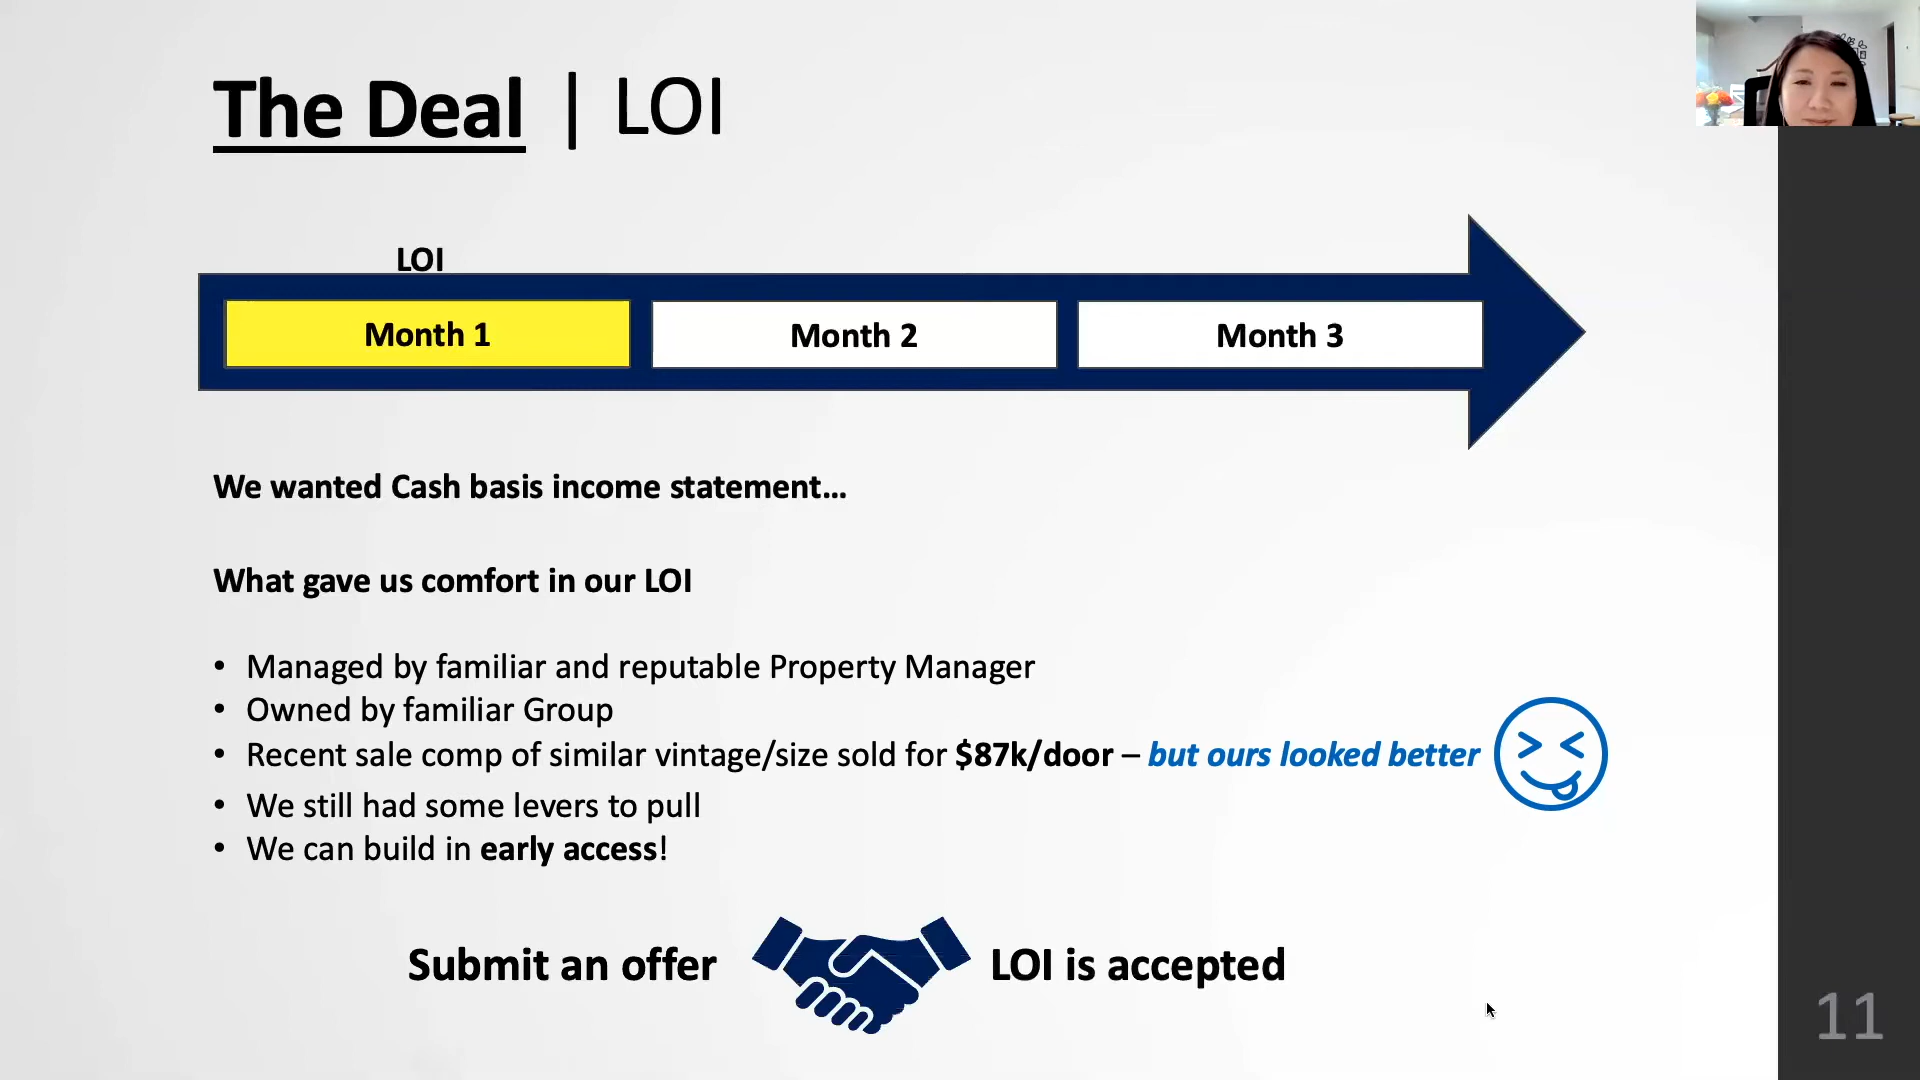 The Deal | LOI
LOI
Month 1
Month 2
Month 3
We wanted Cash basis income statement...
What gave us comfort in our LOI
• Managed by familiar and reputable Property Manager
• Owned by familiar Group
• Recent sale comp of similar vintage/size sold for $87k/door – but ours looked better
• We still had some levers to pull
• We can build in early access!
Submit an offer
LOI is accepted
11